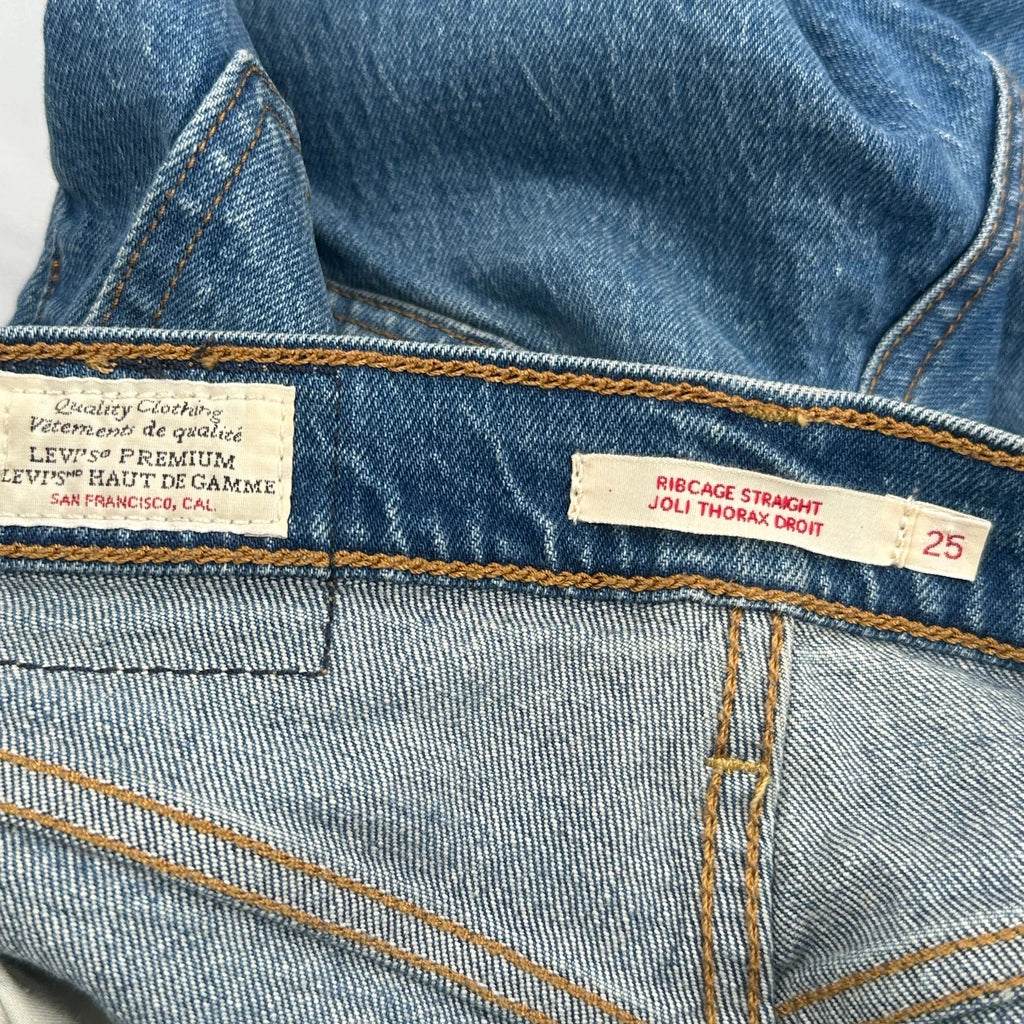 Quality Clothing
Vêtements de qualité
LEVI'S® PREMIUM
LEVI'Sᴹᴰ HAUT DE GAMME
SAN FRANCISCO, CAL.
RIBCAGE STRAIGHT
JOLI THORAX DROIT
25